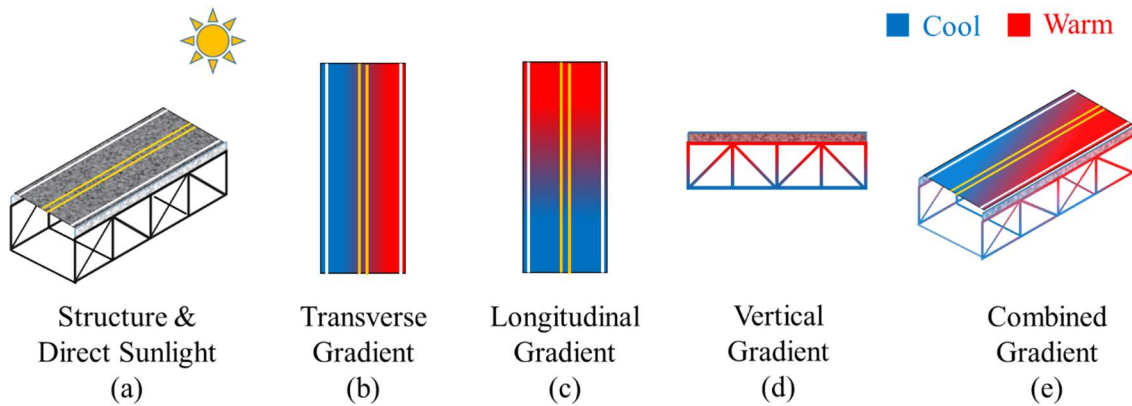 Cool
Warm
Structure &
Direct Sunlight
(a)
Transverse
Gradient
(b)
Longitudinal
Gradient
(c)
Vertical
Gradient
(d)
Combined
Gradient
(e)